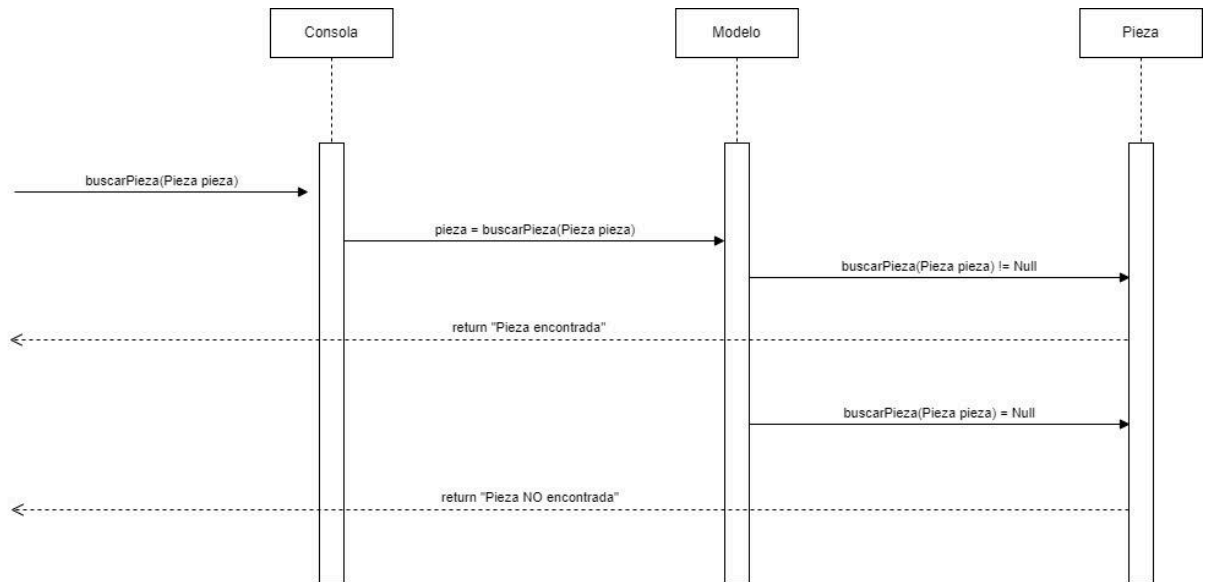 Consola
Modelo
Pieza
buscarPieza(Pieza pieza)
pieza = buscarPieza(Pieza pieza)
buscarPieza(Pieza pieza) != Null
return "Pieza encontrada"
buscarPieza(Pieza pieza) = Null
return "Pieza NO encontrada"